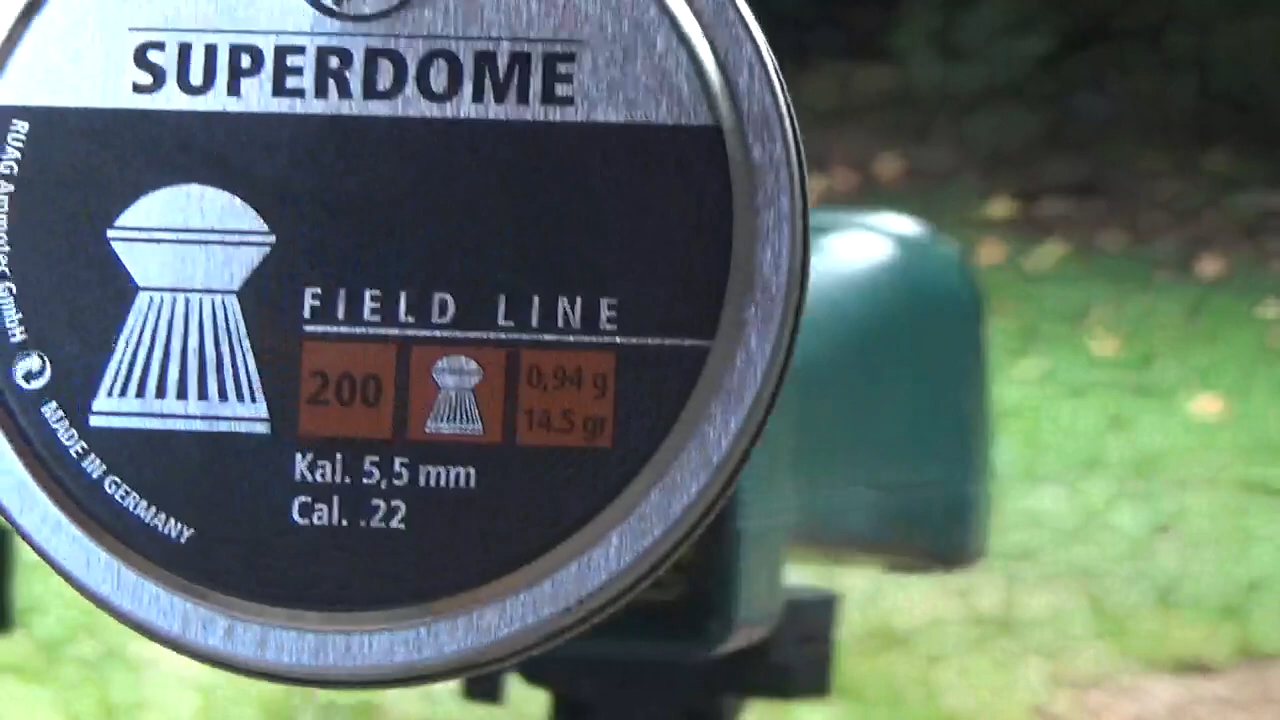 SUPERDOME
FIELD LINE
200
0,94 g
14.5 gr
Kal. 5,5 mm
Cal. .22
RUAG Ammotec GmbH
MADE IN GERMANY